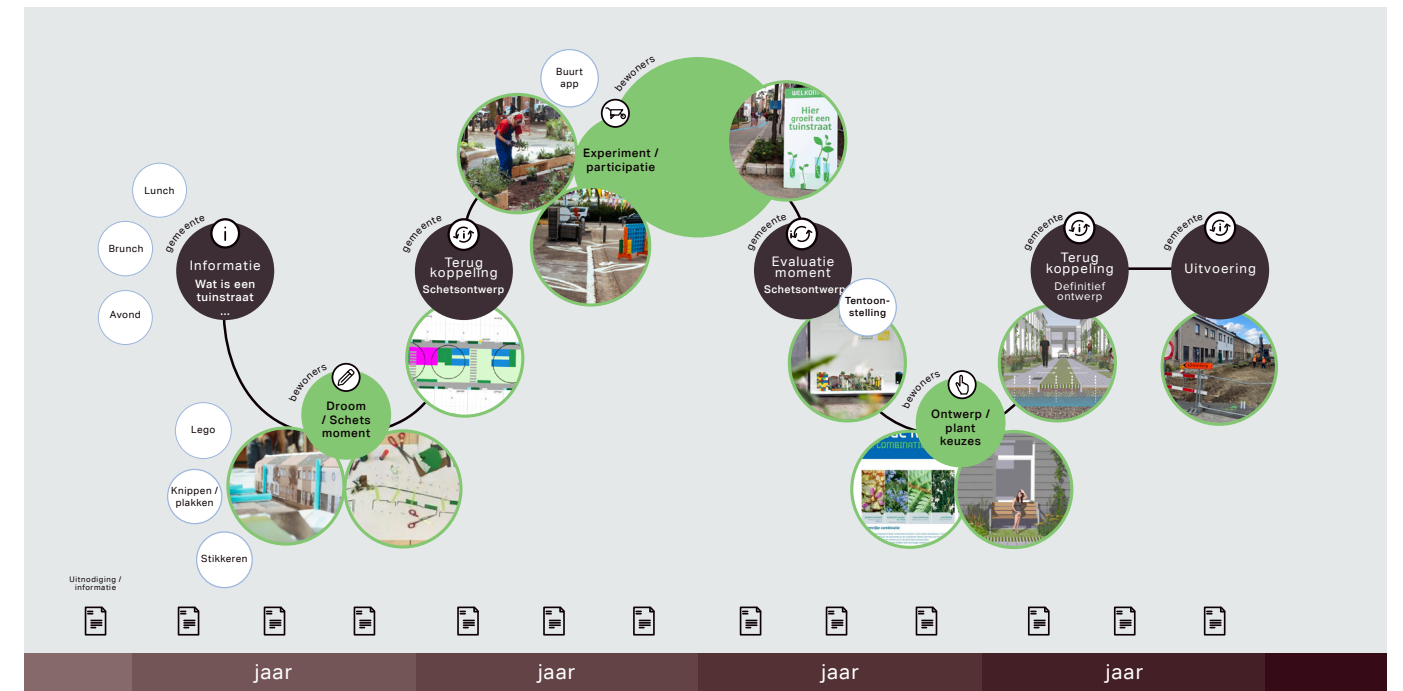 Buurt
app
bewoners
WELKOM
Hier
groeit een
tuinstraat
Experiment /
participatie
Lunch
Brunch
Avond
gemeente
Informatie
Wat is een
tuinstraat
...
gemeente
Terug
koppeling
Schetsontwerp
gemeente
Evaluatie
moment
Schetsontwerp
Tentoon-
stelling
gemeente
Terug
koppeling
Definitief
ontwerp
gemeente
Uitvoering
bewoners
Droom
/ Schets
moment
Lego
Knippen /
plakken
Stikkeren
bewoners
Ontwerp /
plant
keuzes
COMBINATI
Uitnodiging /
informatie
jaar
jaar
jaar
jaar